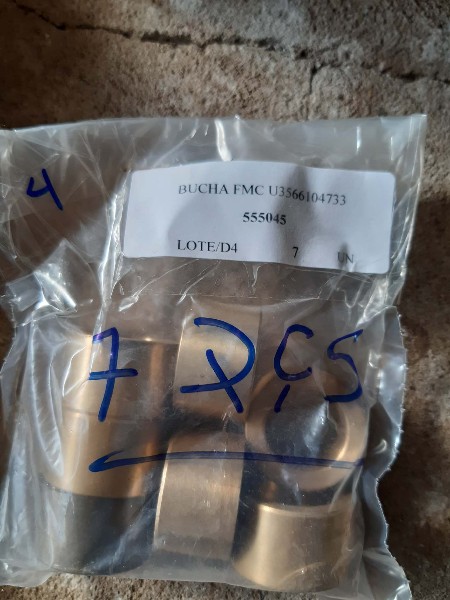 4
BUCHA FMC U3566104733
555045
LOTE/D4 7 UN
7 PÇS